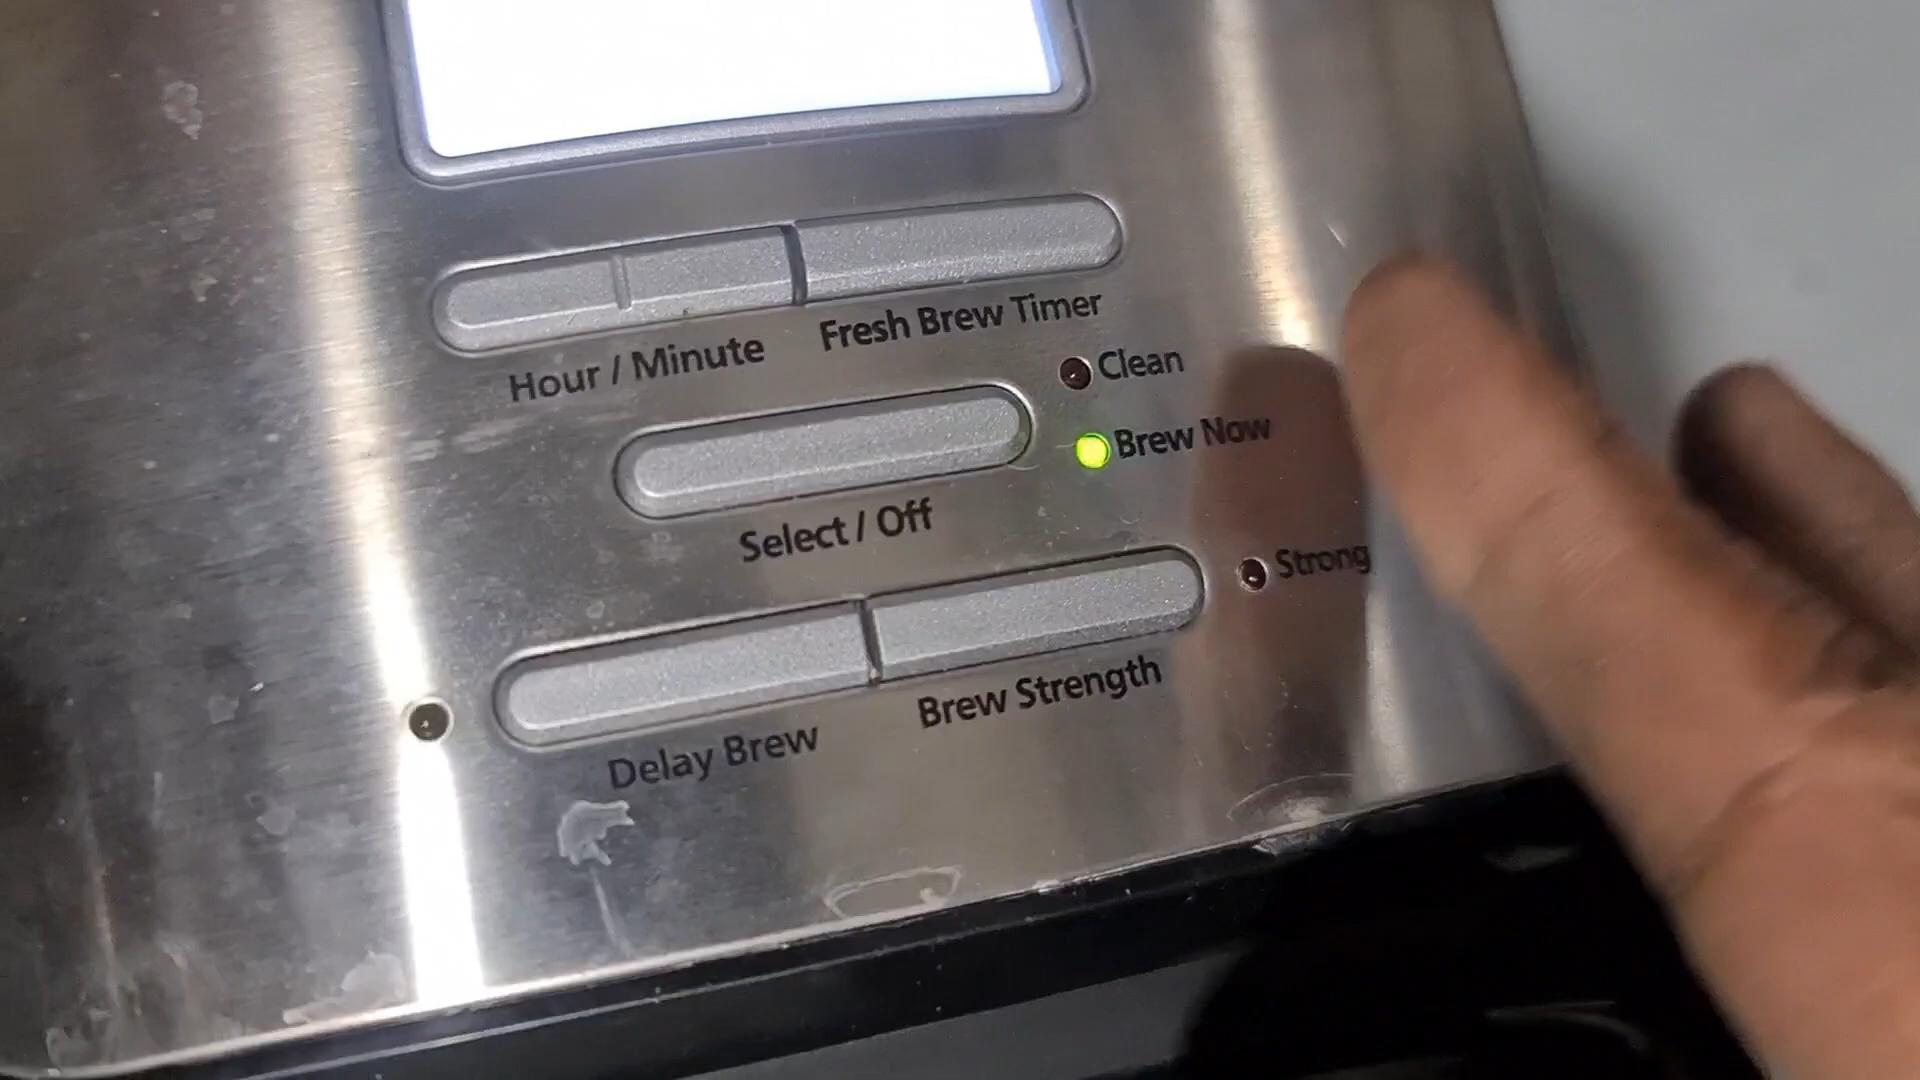 Hour / Minute
Fresh Brew Timer
Clean
Brew Now
Select / Off
Strong
Delay Brew
Brew Strength